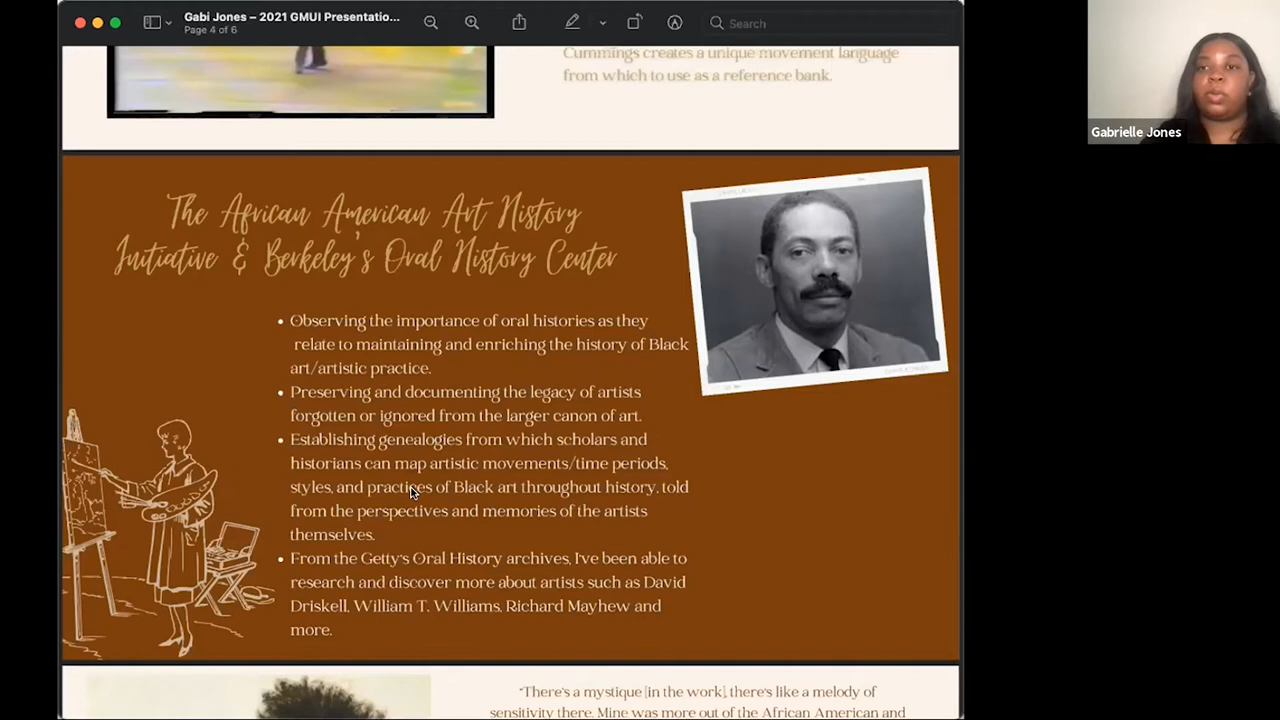 Gabi Jones – 2021 GMUI Presentatio...
Page 4 of 6
Search
Cummings creates a unique movement language
from which to use as a reference bank.
Gabrielle Jones
The African American Art History
Initiative & Berkeley's Oral History Center
• Observing the importance of oral histories as they
relate to maintaining and enriching the history of Black
art/artistic practice.
• Preserving and documenting the legacy of artists
forgotten or ignored from the larger canon of art.
• Establishing genealogies from which scholars and
historians can map artistic movements/time periods,
styles, and practices of Black art throughout history, told
from the perspectives and memories of the artists
themselves.
• From the Getty's Oral History archives, I've been able to
research and discover more about artists such as David
Driskell, William T. Williams, Richard Mayhew and
more.
"There's a mystique [in the work], there's like a melody of
sensitivity there. Mine was more out of the African American and